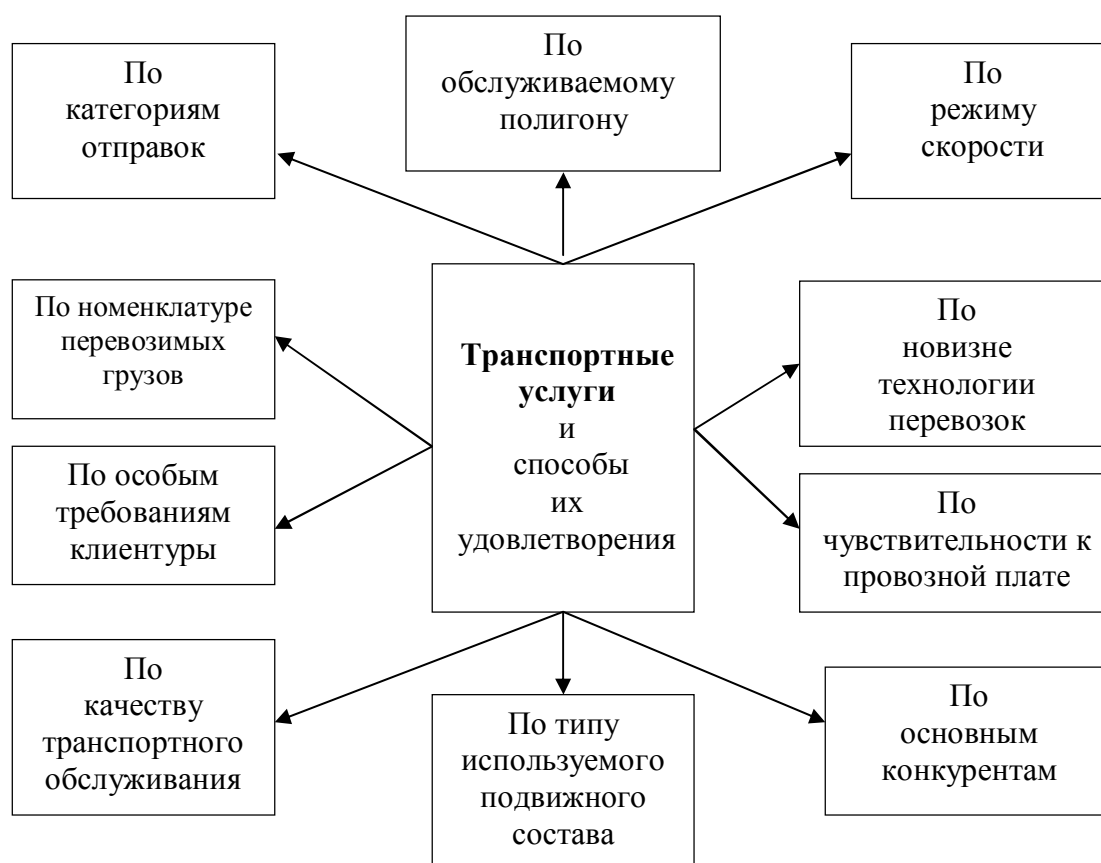 По
категориям
отправок
По
обслуживаемому
полигону
По
режиму
скорости
По номенклатуре
перевозимых
грузов
Транспортные
услуги
и
способы
их
удовлетворения
По
новизне
технологии
перевозок
По особым
требованиям
клиентуры
По
чувствительности к
провозной плате
По
качеству
транспортного
обслуживания
По типу
используемого
подвижного
состава
По
основным
конкурентам